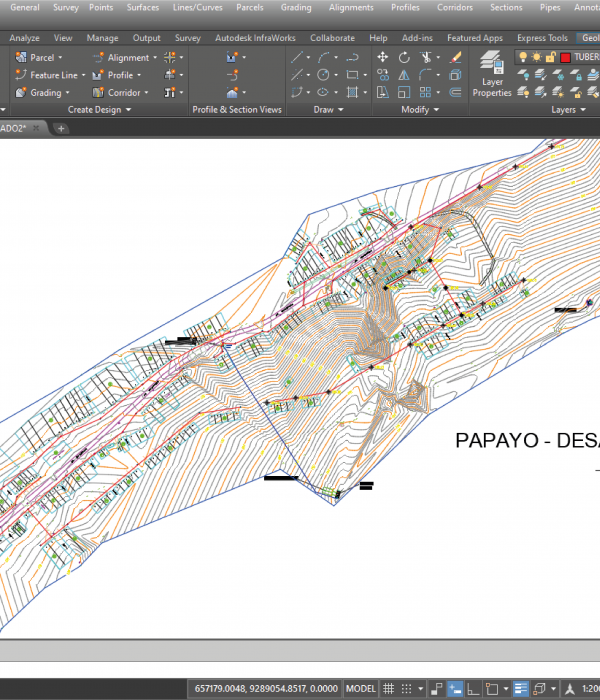 General Survey Points Surfaces Lines/Curves Parcels Grading Alignments Profiles Corridors Sections Pipes Annota
Analyze View Manage Output Survey Autodesk InfraWorks Collaborate Help Add-ins Featured Apps Express Tools Geol
Parcel Alignment
Feature Line Profile
Grading Corridor
Layer
Properties
TUBER
Create Design Profile & Section Views Draw Modify Layers
ADO2*
PAPAYO - DESA
657179.0048, 9289054.8517, 0.0000 MODEL 1:200